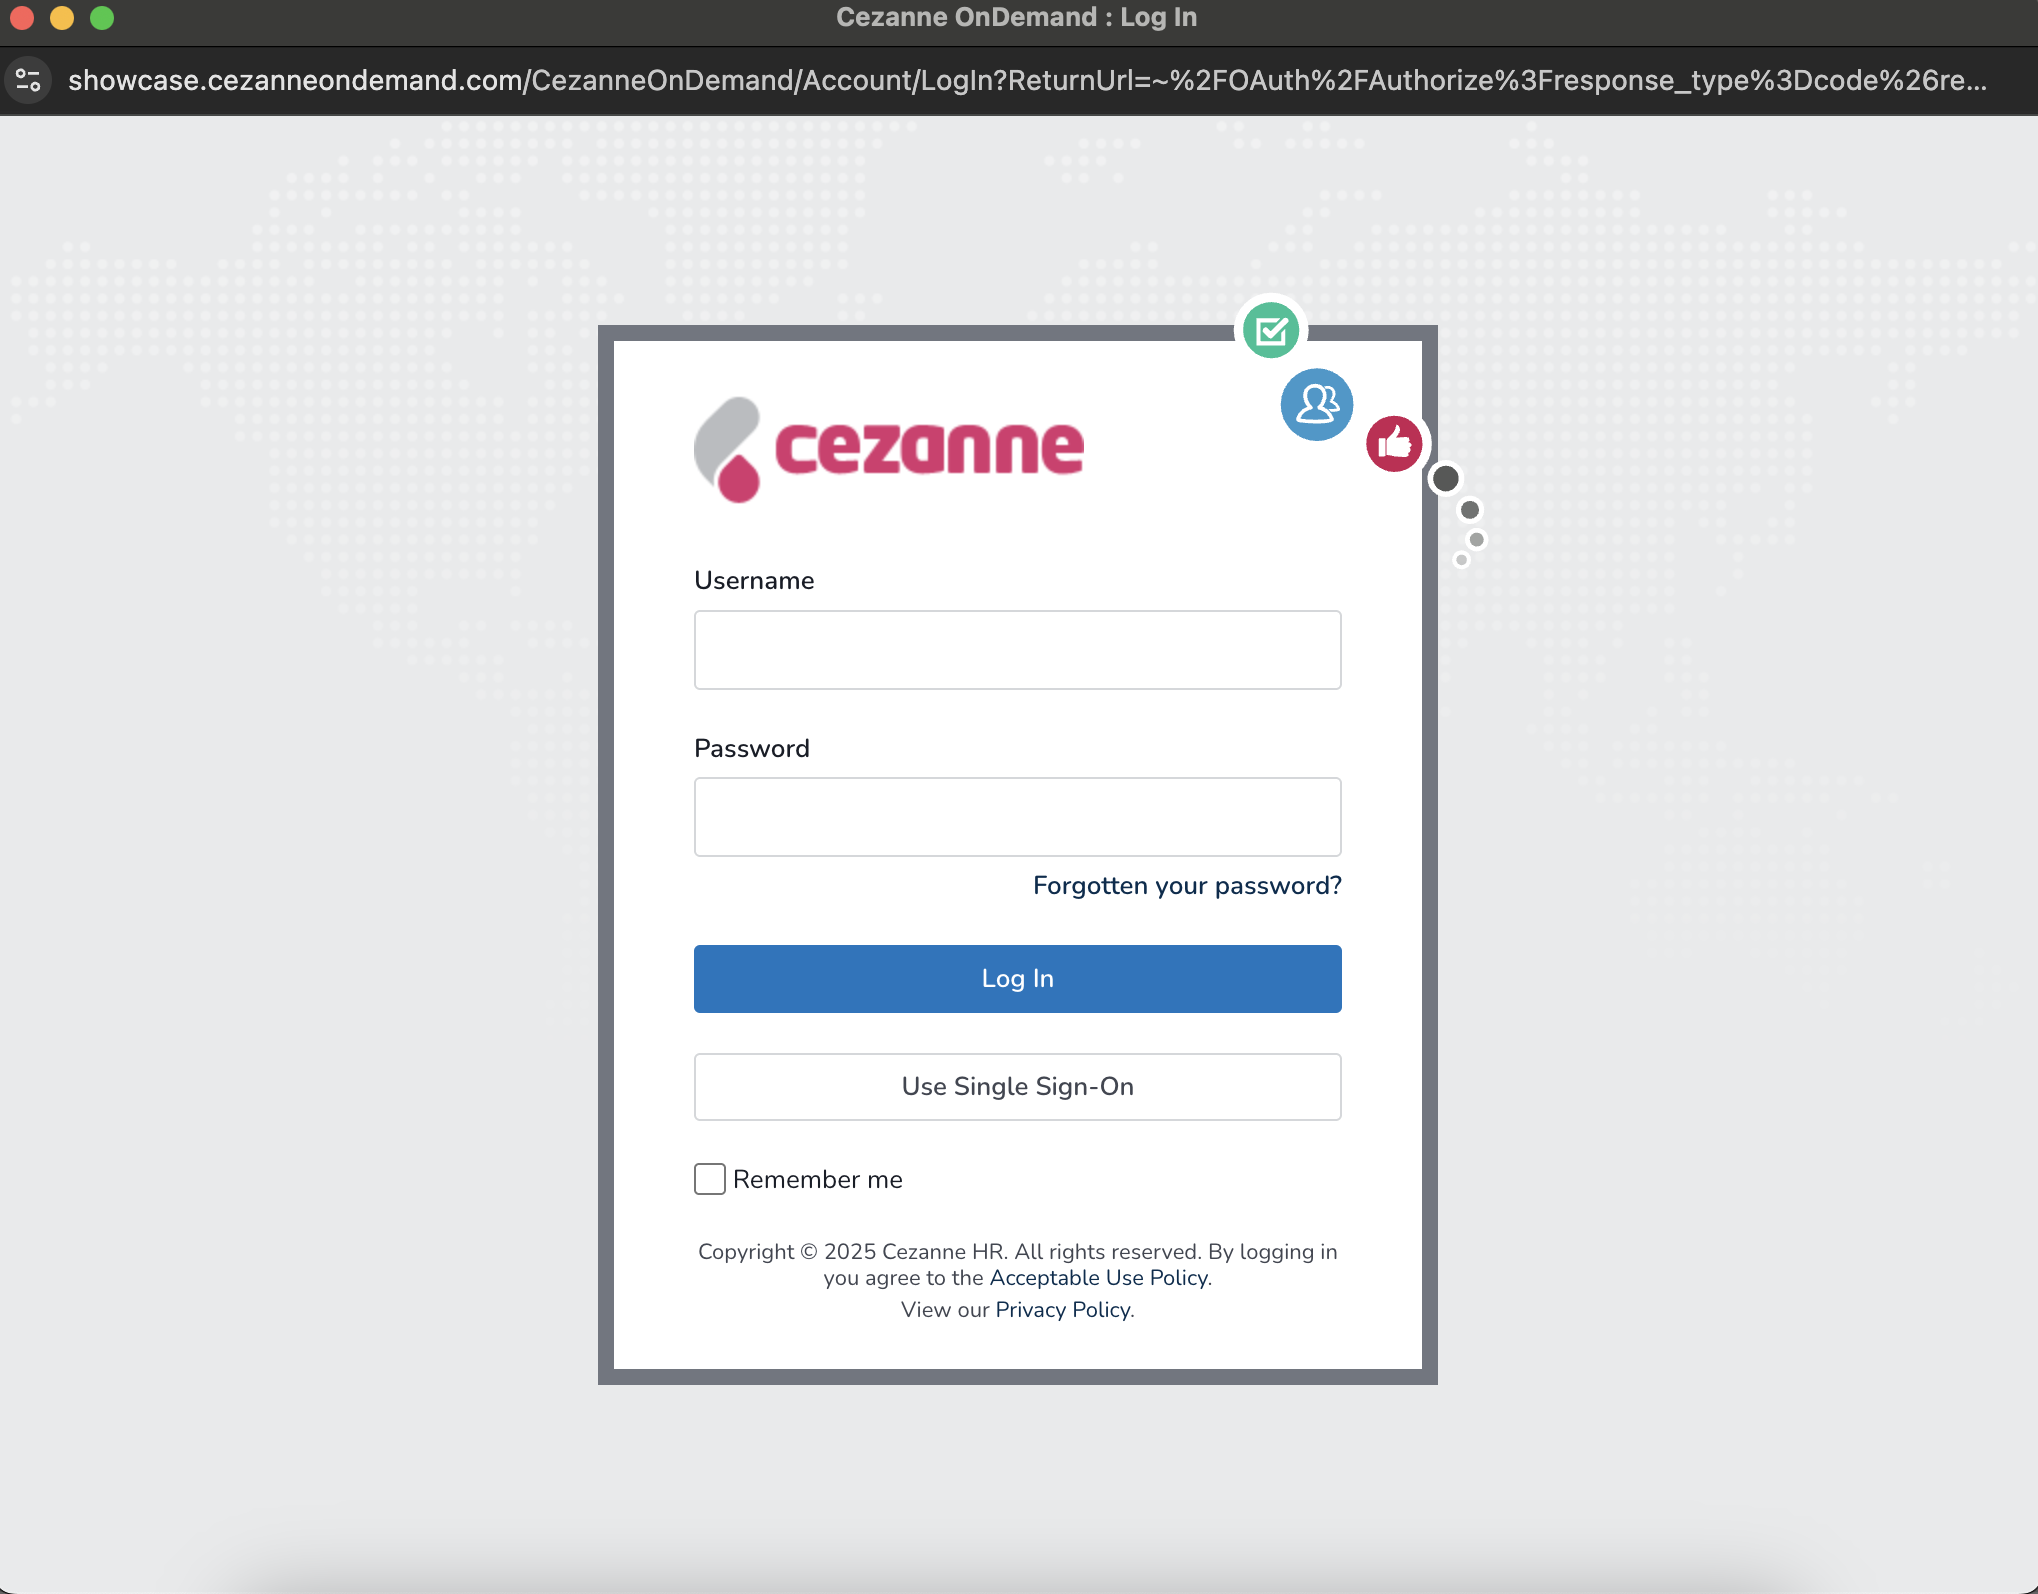 Cezanne OnDemand : Log In
showcase.cezanneondemand.com/CezanneOnDemand/Account/LogIn?ReturnUrl=~%2FOAuth%2FAuthorize%3Fresponse_type%3Dcode%26re...
cezanne
Username
Password
Forgotten your password?
Log In
Use Single Sign-On
Remember me
Copyright © 2025 Cezanne HR. All rights reserved. By logging in
you agree to the Acceptable Use Policy.
View our Privacy Policy.